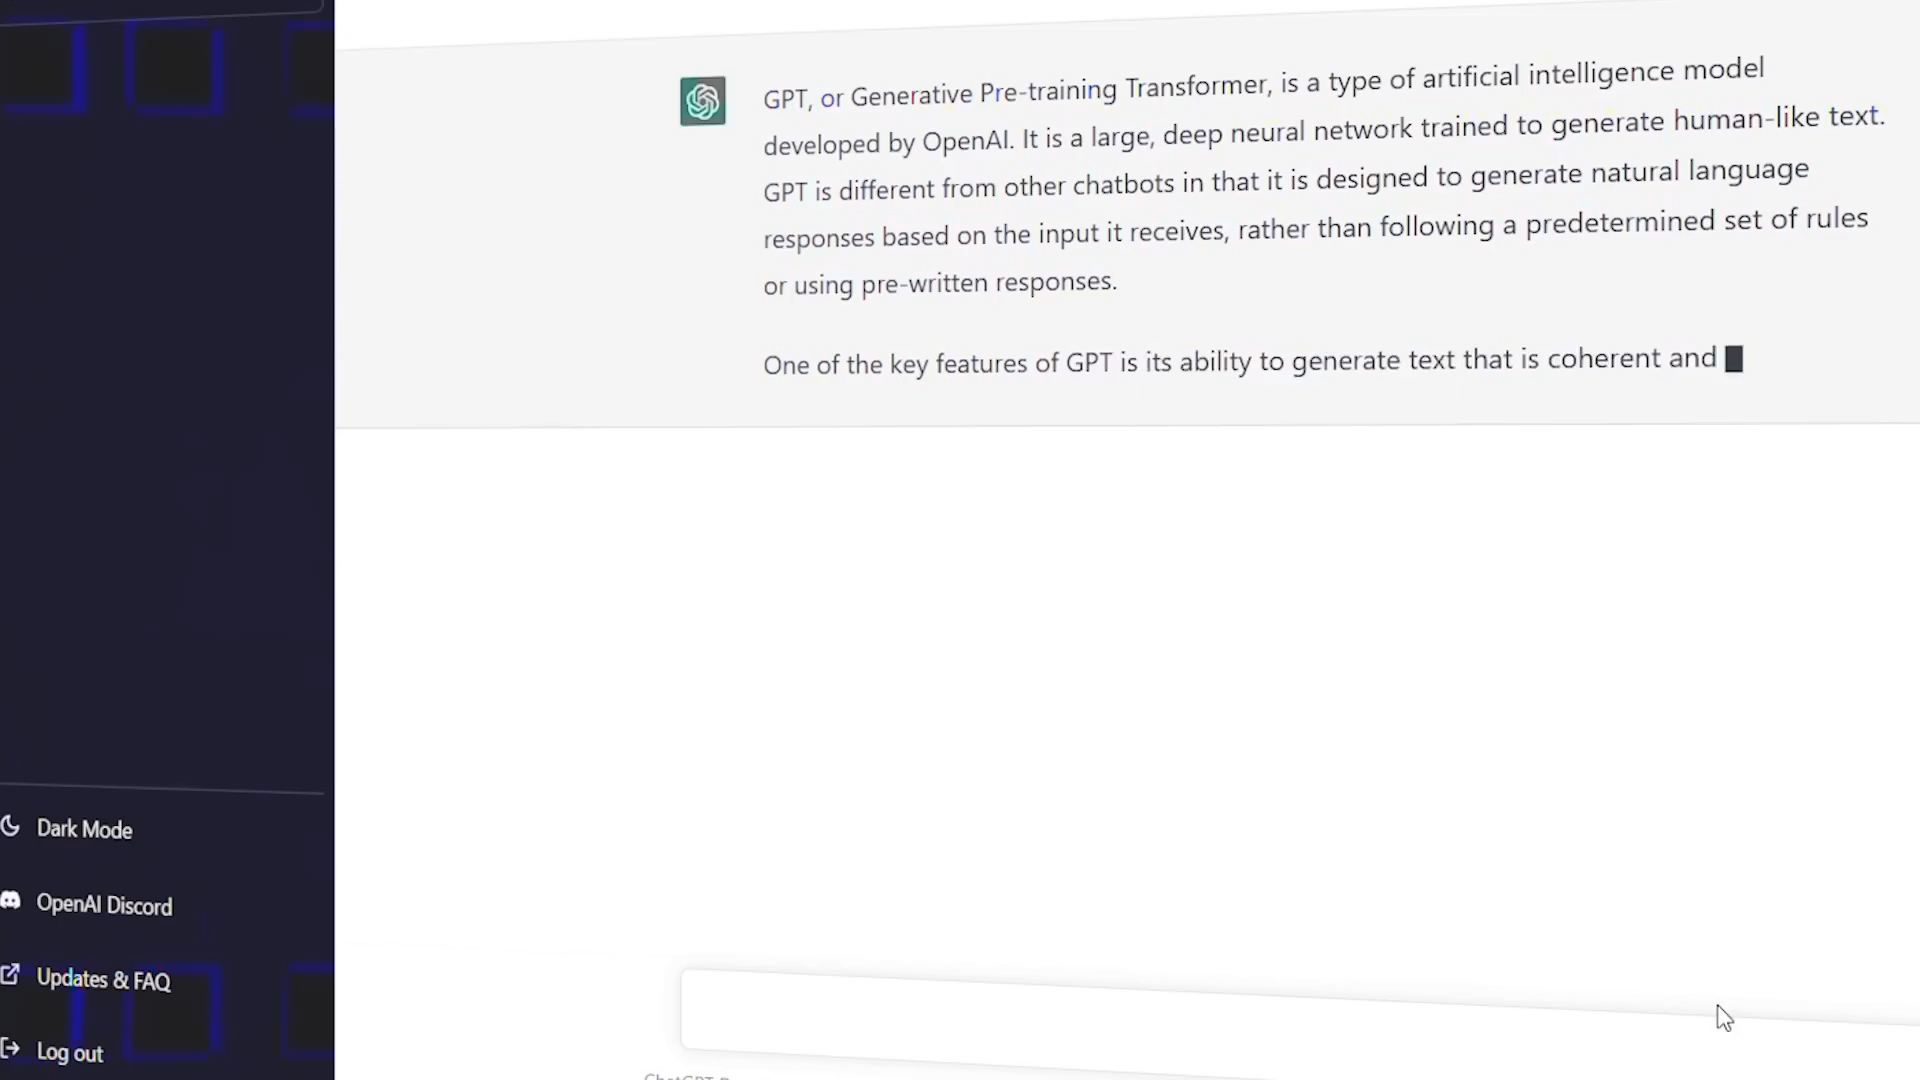 GPT, or Generative Pre-training Transformer, is a type of artificial intelligence model
developed by OpenAI. It is a large, deep neural network trained to generate human-like text.
GPT is different from other chatbots in that it is designed to generate natural language
responses based on the input it receives, rather than following a predetermined set of rules
or using pre-written responses.
One of the key features of GPT is its ability to generate text that is coherent and
Dark Mode
OpenAI Discord
Updates & FAQ
Log out